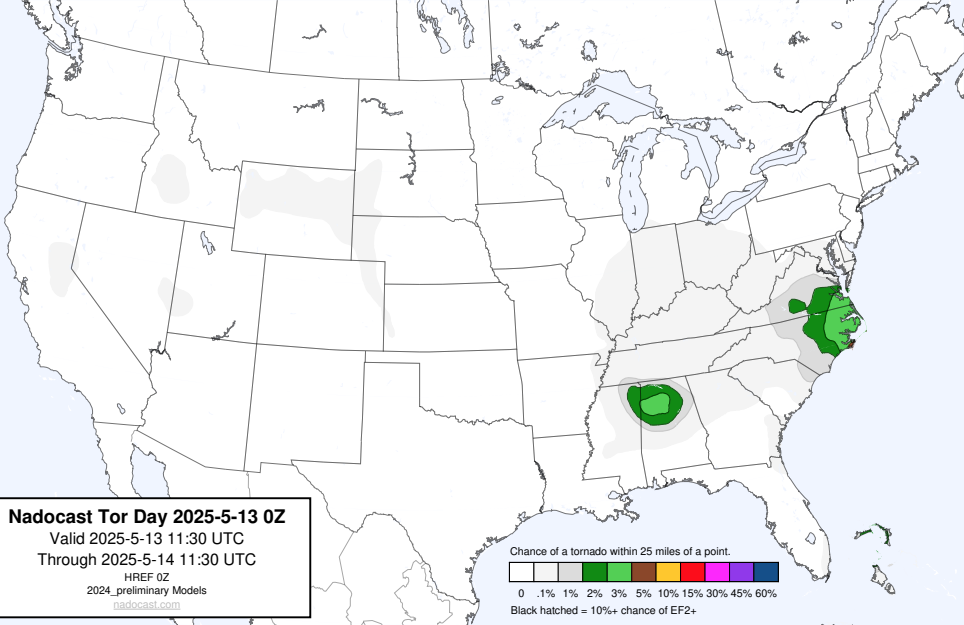 Nadocast Tor Day 2025-5-13 0Z
Valid 2025-5-13 11:30 UTC
Through 2025-5-14 11:30 UTC
HREF 0Z
2024_preliminary Models
nadocast.com
Chance of a tornado within 25 miles of a point.
0 .1% 1% 2% 3% 5% 10% 15% 30% 45% 60%
Black hatched = 10%+ chance of EF2+